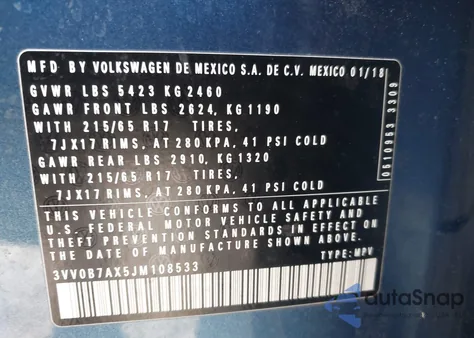 MFD. BY VOLKSWAGEN DE MEXICO S.A. DE C.V. MEXICO 01/18
GVWR LBS 5423 KG 2460
GAWR FRONT LBS 2624, KG 1190
WITH 215/65 R17 TIRES,
7JX17 RIMS, AT 280 KPA, 41 PSI COLD
GAWR REAR LBS 2910, KG 1320
WITH 215/65 R17 TIRES,
7JX17 RIMS, AT 280 KPA, 41 PSI COLD
THIS VEHICLE CONFORMS TO ALL APPLICABLE
U.S. FEDERAL MOTOR VEHICLE SAFETY AND
THEFT PREVENTION STANDARDS IN EFFECT ON THE
DATE OF MANUFACTURE SHOWN ABOVE.
3VV0B7AX5JM108533 TYPE: MPV
0510953 3309
autoSnap